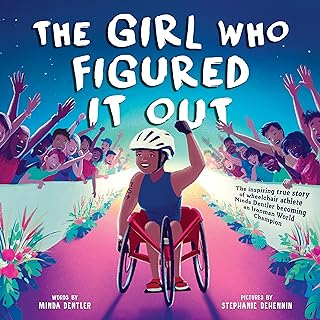 THE GIRL WHO
FIGURED
IT OUT
The inspiring true story
of wheelchair athlete
Minda Dentler becoming
an Ironman World
Champion
WORDS BY
MINDA DENTLER
PICTURES BY
STEPHANIE DEHENNIN